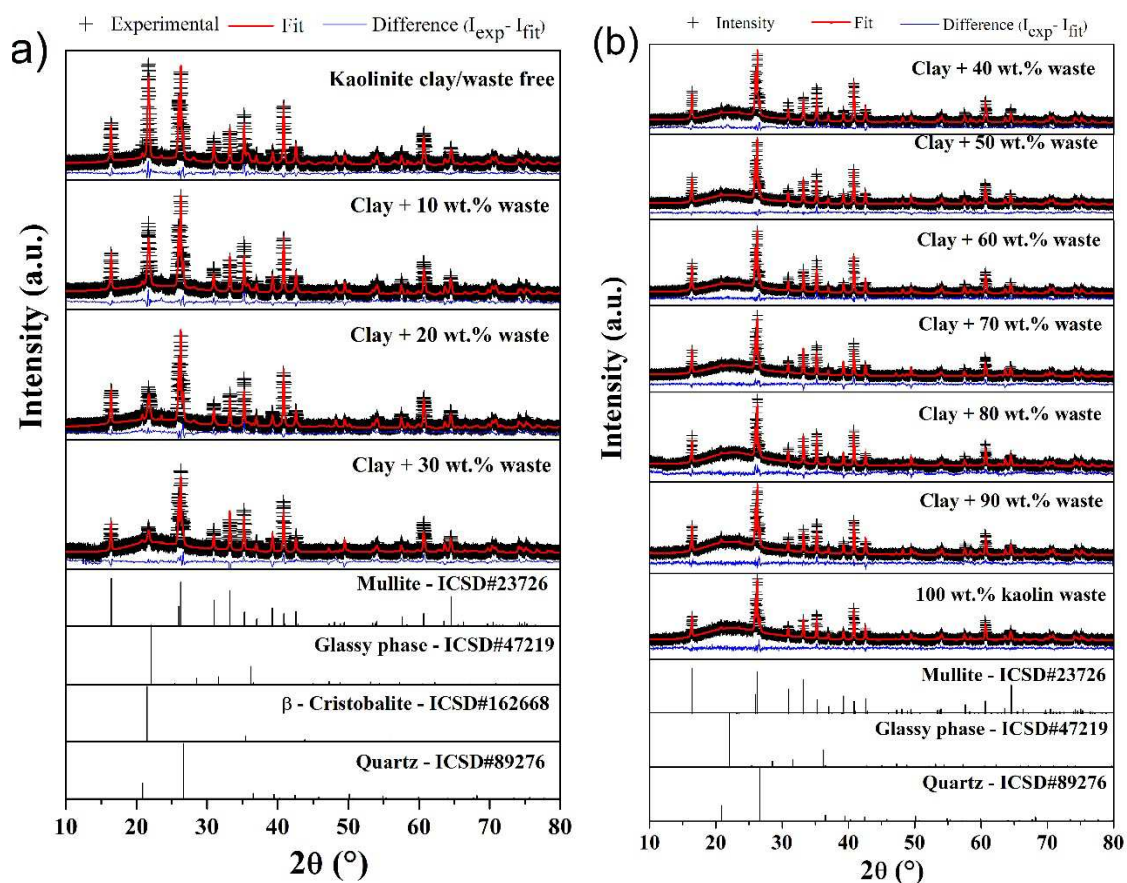 a)
Experimental Fit Difference (Iexp- Ifit)
Kaolinite clay/waste free
Clay + 10 wt.% waste
Clay + 20 wt.% waste
Clay + 30 wt.% waste
Mullite - ICSD#23726
Glassy phase - ICSD#47219
β - Cristobalite - ICSD#162668
Quartz - ICSD#89276
Intensity (a.u.)
10 20 30 40 50 60 70 80
2θ (°)
(b)
Intensity Fit Difference (Iexp- Ifit)
Clay + 40 wt.% waste
Clay + 50 wt.% waste
Clay + 60 wt.% waste
Clay + 70 wt.% waste
Clay + 80 wt.% waste
Clay + 90 wt.% waste
100 wt.% kaolin waste
Mullite - ICSD#23726
Glassy phase - ICSD#47219
Quartz - ICSD#89276
Intensity (a.u.)
10 20 30 40 50 60 70 80
2θ (°)